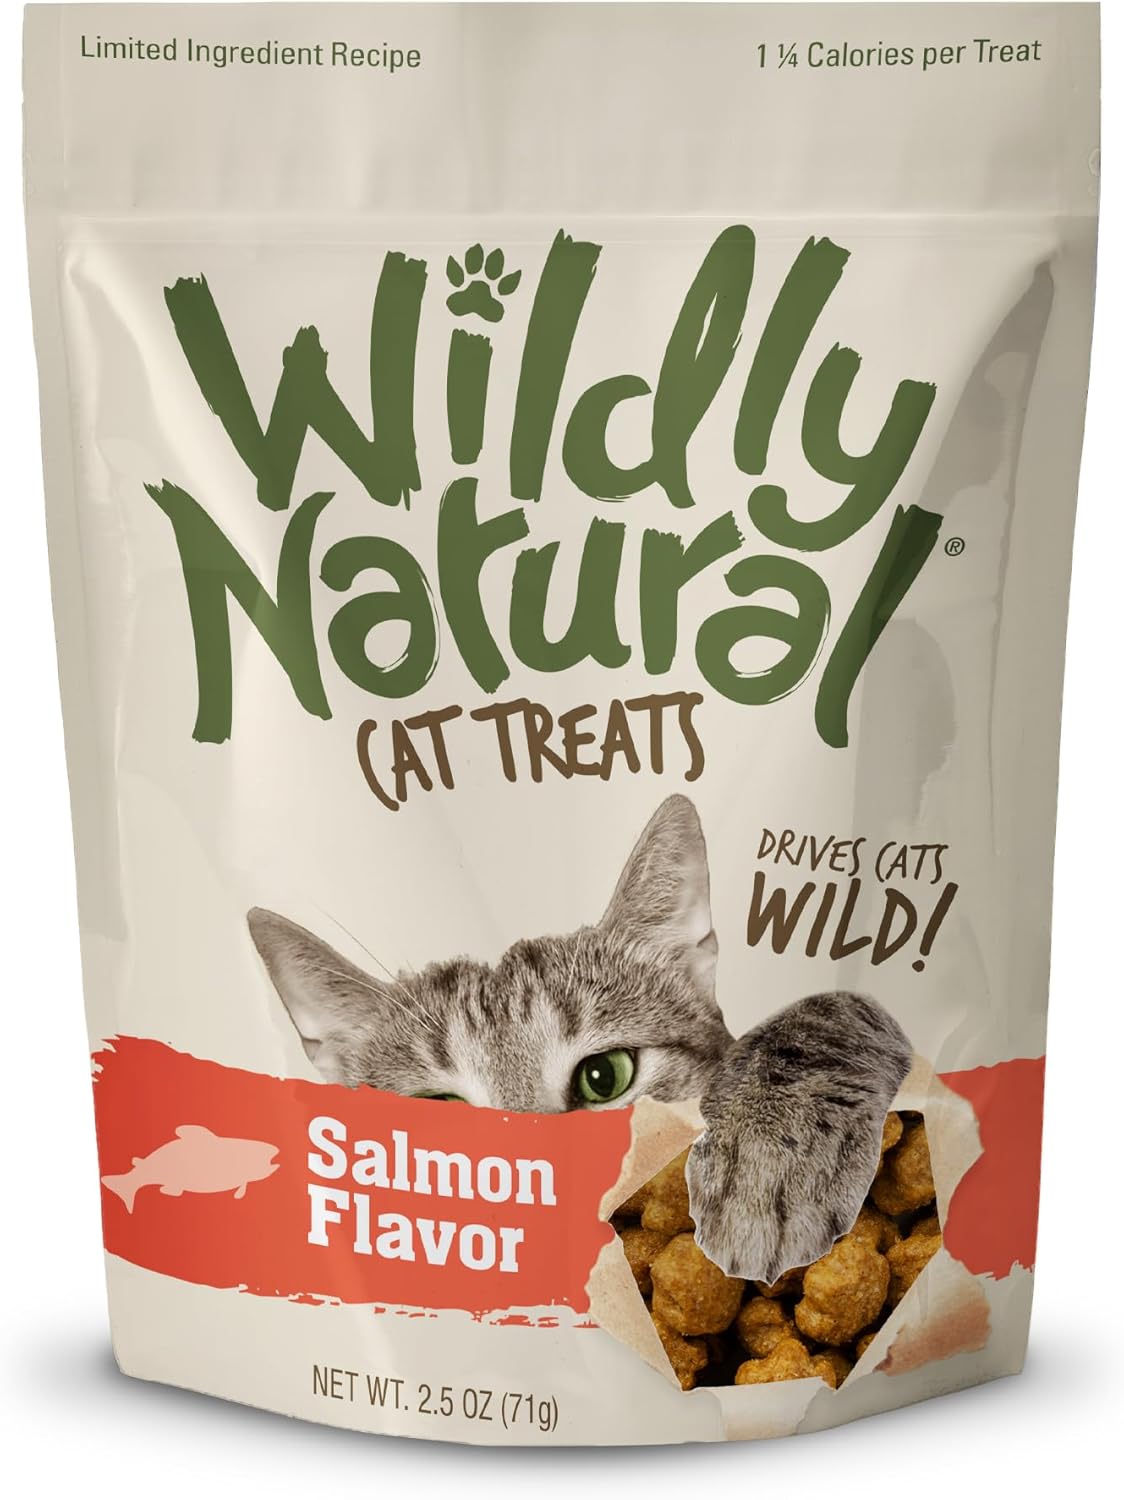 Limited Ingredient Recipe
1 ¼ Calories per Treat
Wildly
Natural®
CAT TREATS
DRIVES CATS
WILD!
Salmon
Flavor
NET WT. 2.5 OZ (71g)